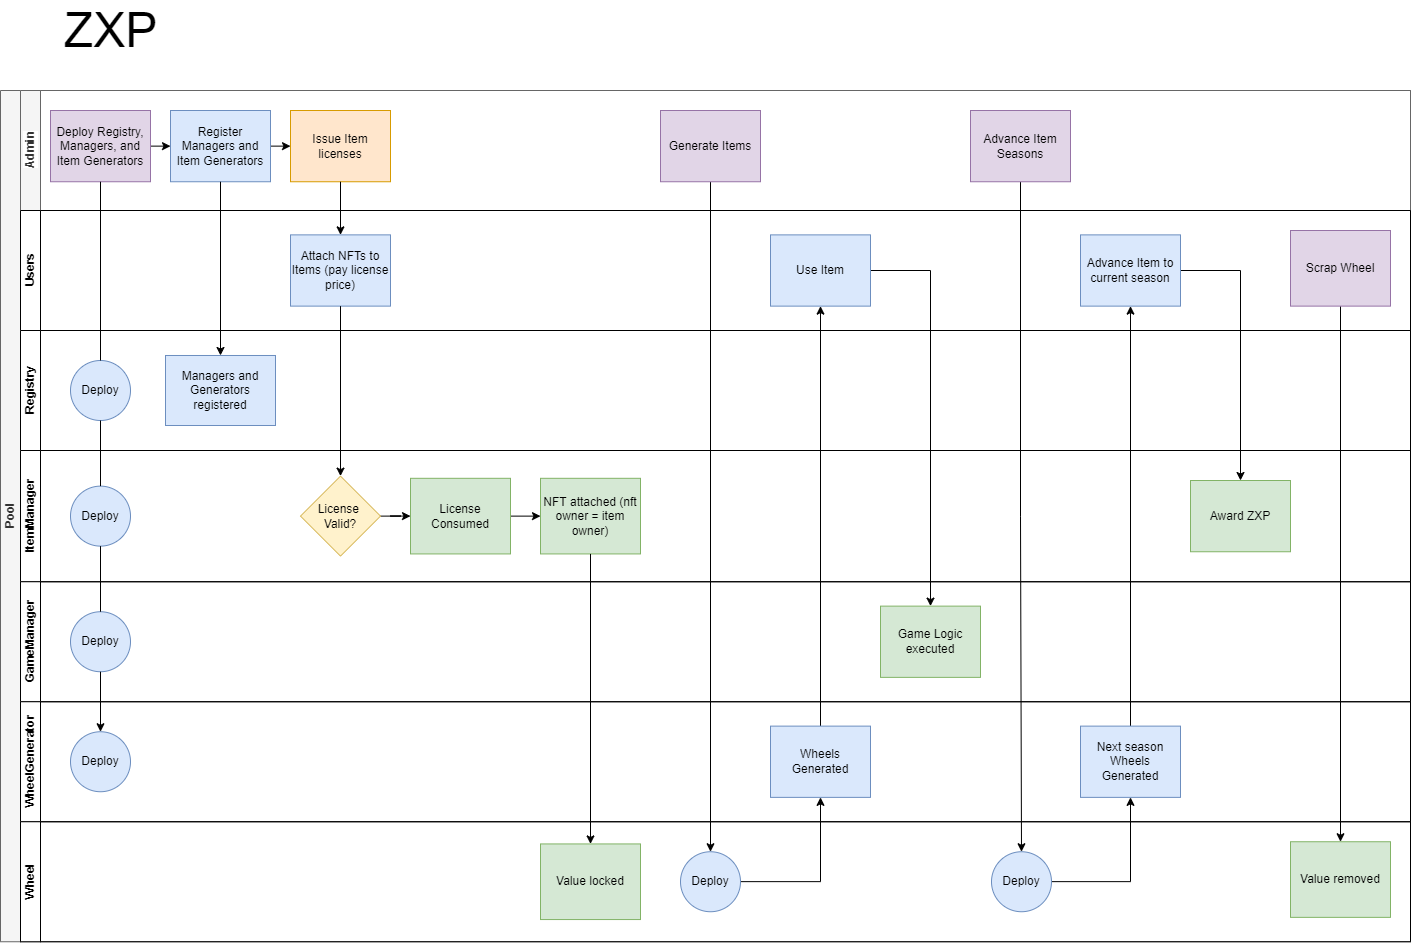 ZXP
Pool
Admin
Deploy Registry,
Managers, and
Item Generators
Register
Managers and
Item Generators
Issue Item
licenses
Generate Items
Advance Item
Seasons
Users
Attach NFTs to
Items (pay license
price)
Use Item
Advance Item to
current season
Scrap Wheel
Registry
Deploy
Managers and
Generators
registered
ItemManager
Deploy
License
Valid?
License
Consumed
NFT attached (nft
owner = item
owner)
Award ZXP
GameManager
Deploy
Game Logic
executed
WheelGenerator
Deploy
Wheels
Generated
Next season
Wheels
Generated
Wheel
Value locked
Deploy
Deploy
Value removed